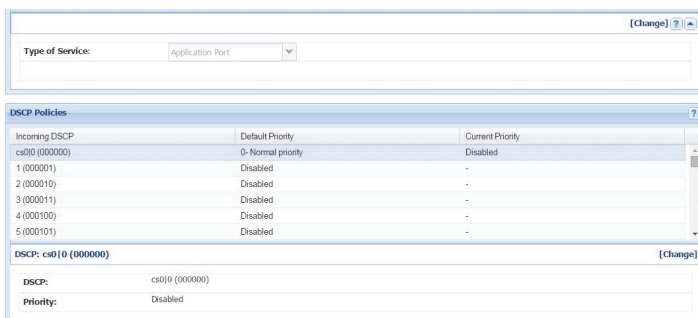 [Change] ?
Type of Service: Application Port
DSCP Policies ?
Incoming DSCP Default Priority Current Priority
cs0|0 (000000) 0- Normal priority Disabled
1 (000001) Disabled -
2 (000010) Disabled -
3 (000011) Disabled -
4 (000100) Disabled -
5 (000101) Disabled -
DSCP: cs0|0 (000000) [Change]
DSCP: cs0|0 (000000)
Priority: Disabled